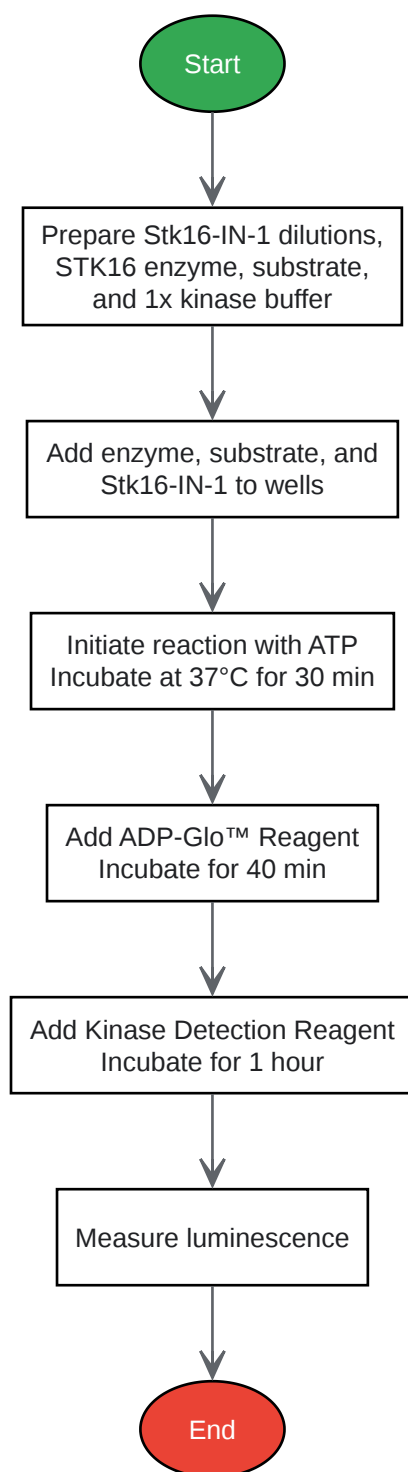 Start
Prepare Stk16-IN-1 dilutions,
STK16 enzyme, substrate,
and 1x kinase buffer
Add enzyme, substrate, and
Stk16-IN-1 to wells
Initiate reaction with ATP
Incubate at 37°C for 30 min
Add ADP-Glo™ Reagent
Incubate for 40 min
Add Kinase Detection Reagent
Incubate for 1 hour
Measure luminescence
End